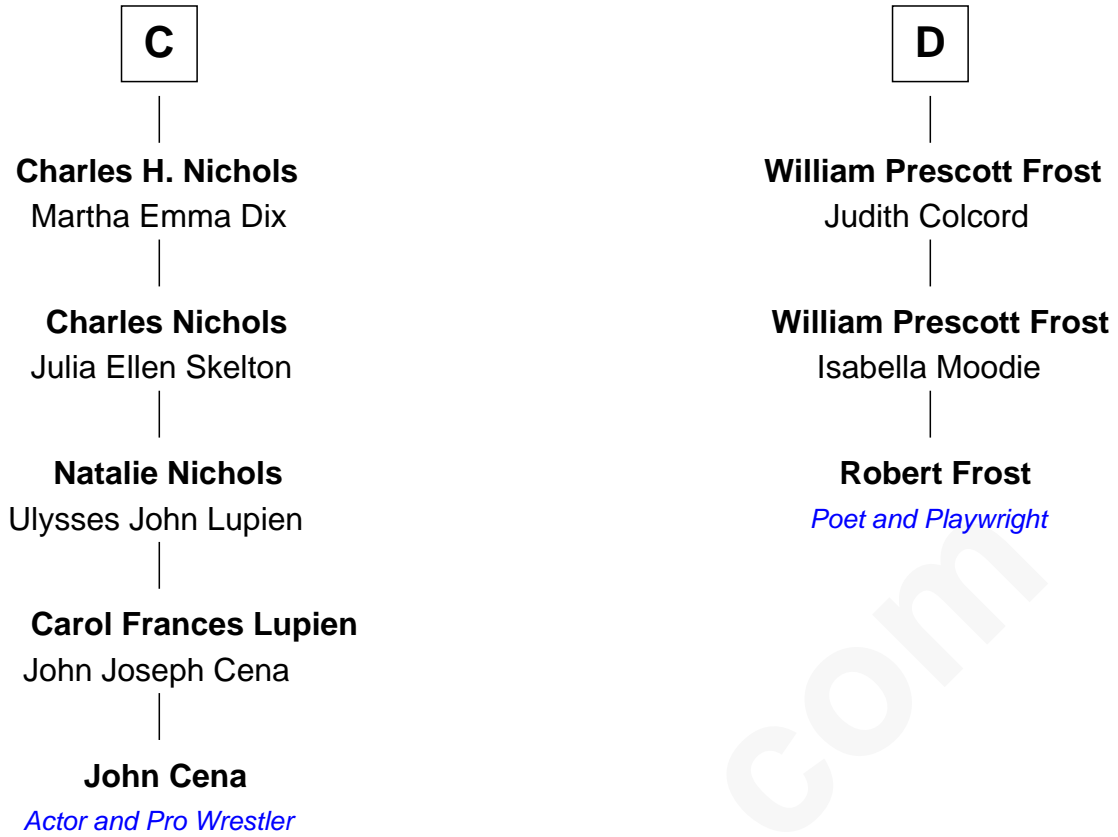 C
Charles H. Nichols
Martha Emma Dix
Charles Nichols
Julia Ellen Skelton
Natalie Nichols
Ulysses John Lupien
Carol Frances Lupien
John Joseph Cena
John Cena
Actor and Pro Wrestler
D
William Prescott Frost
Judith Colcord
William Prescott Frost
Isabella Moodie
Robert Frost
Poet and Playwright
com